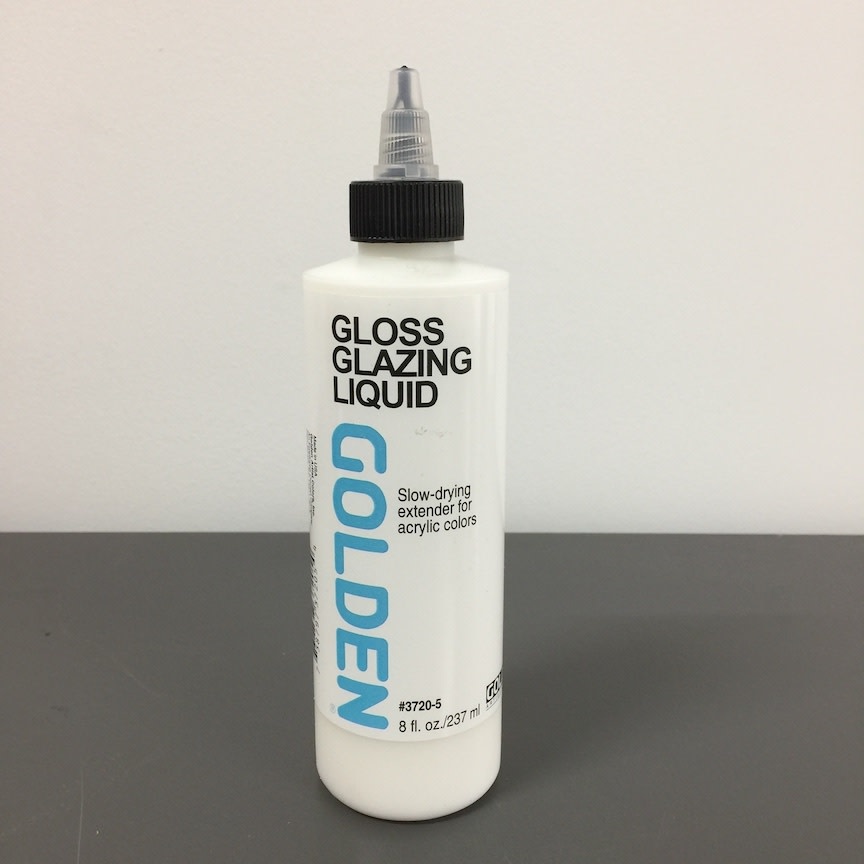 GLOSS
GLAZING
LIQUID
GOLDEN
®
Slow-drying
extender for
acrylic colors
#3720-5
8 fl. oz./237 ml